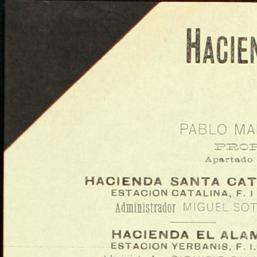 HACIEN
PABLO MA
PROP
Apartado
HACIENDA SANTA CAT
ESTACION CATALINA, F. I
Administrador MIGUEL SOT
HACIENDA EL ALAM
ESTACION YERBANIS, F. I.